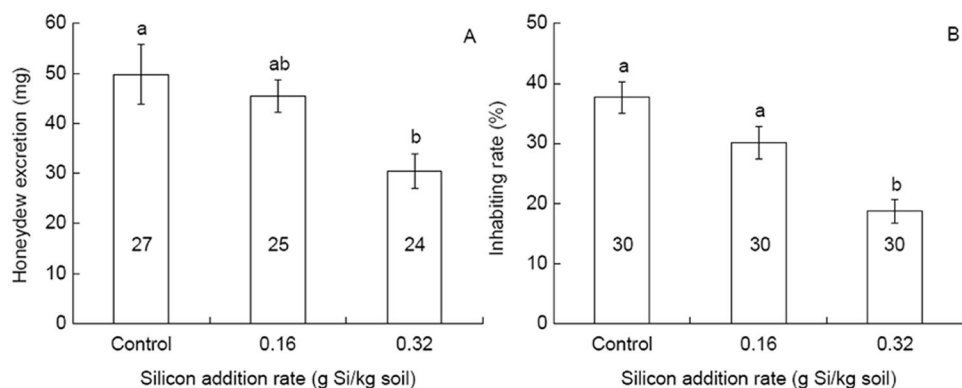 A
Honeydew excretion (mg)
60
50
40
30
20
10
0
a
ab
b
27
25
24
Control
0.16
0.32
Silicon addition rate (g Si/kg soil)
B
Inhabiting rate (%)
50
40
30
20
10
0
a
a
b
30
30
30
Control
0.16
0.32
Silicon addition rate (g Si/kg soil)